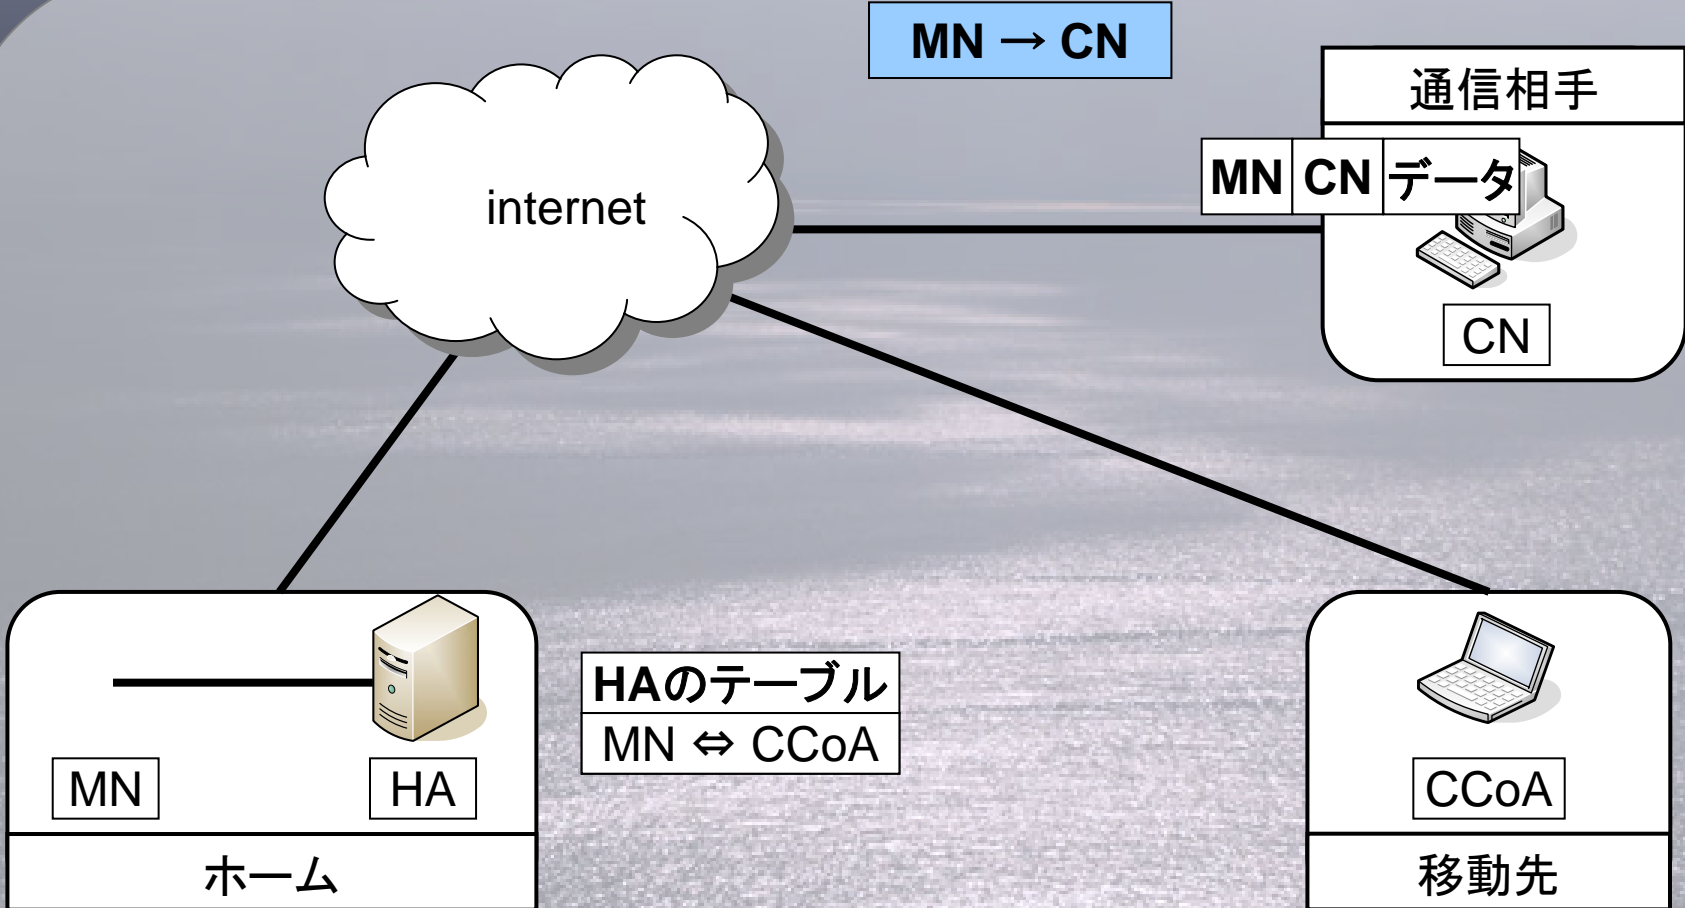 MN → CN
通信相手
MN CN データ
internet
CN
HAのテーブル
MN ⇔ CCoA
MN
HA
CCoA
ホーム
移動先